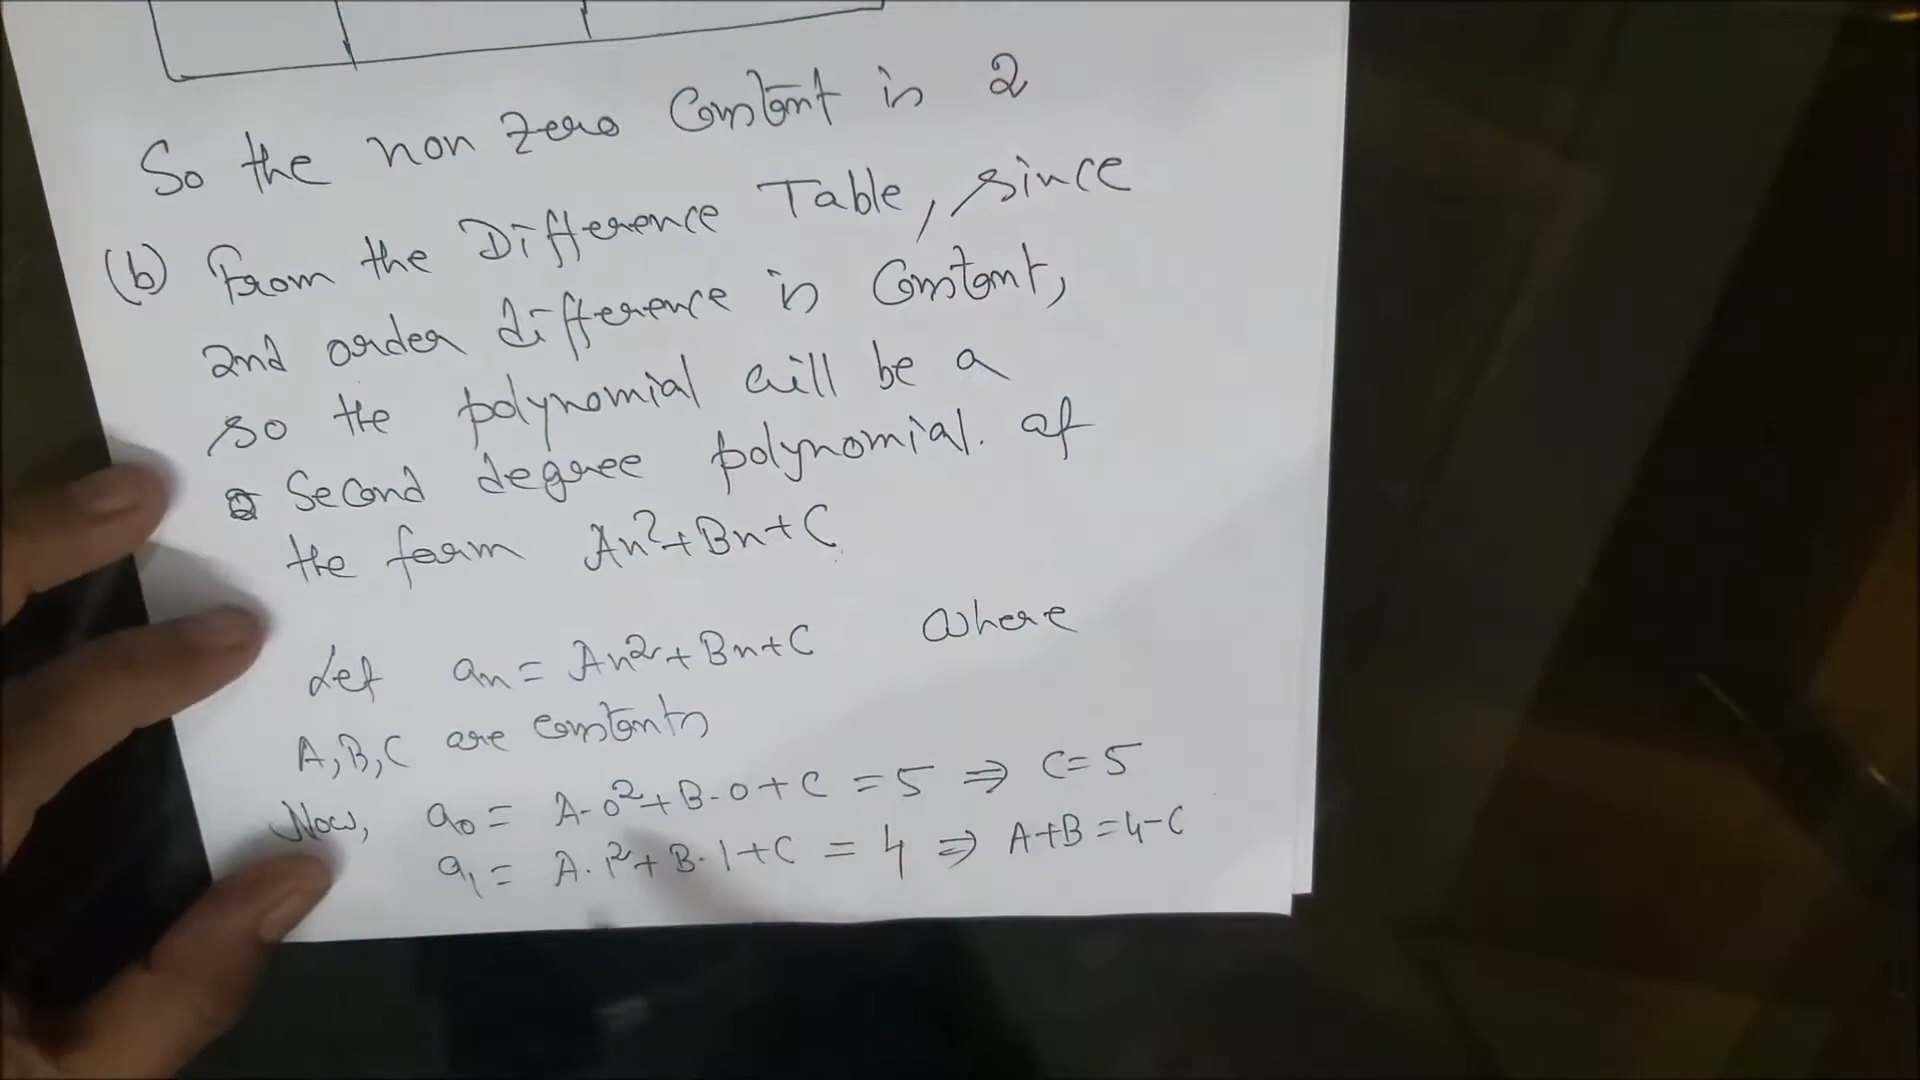 So the non zero Constant is 2
(b) From the Difference Table, since
2nd order difference is Constant,
so the polynomial will be a
Second degree polynomial. of
the form An²+Bn+C
Let an = An²+Bn+C where
A,B,C are constants
Now, a₀ = A·0²+B·0+C = 5 ⇒ C=5
a₁ = A·1²+B·1+C = 4 ⇒ A+B=4-C